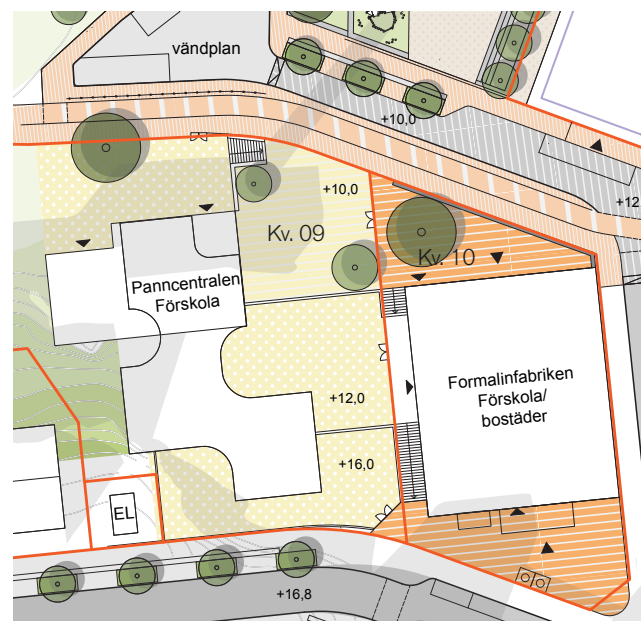 vändplan
+10,0
+10,0
+12
Kv. 09
Kv. 10
Panncentralen
Förskola
Formalinfabriken
Förskola/
bostäder
+12,0
+16,0
EL
+16,8